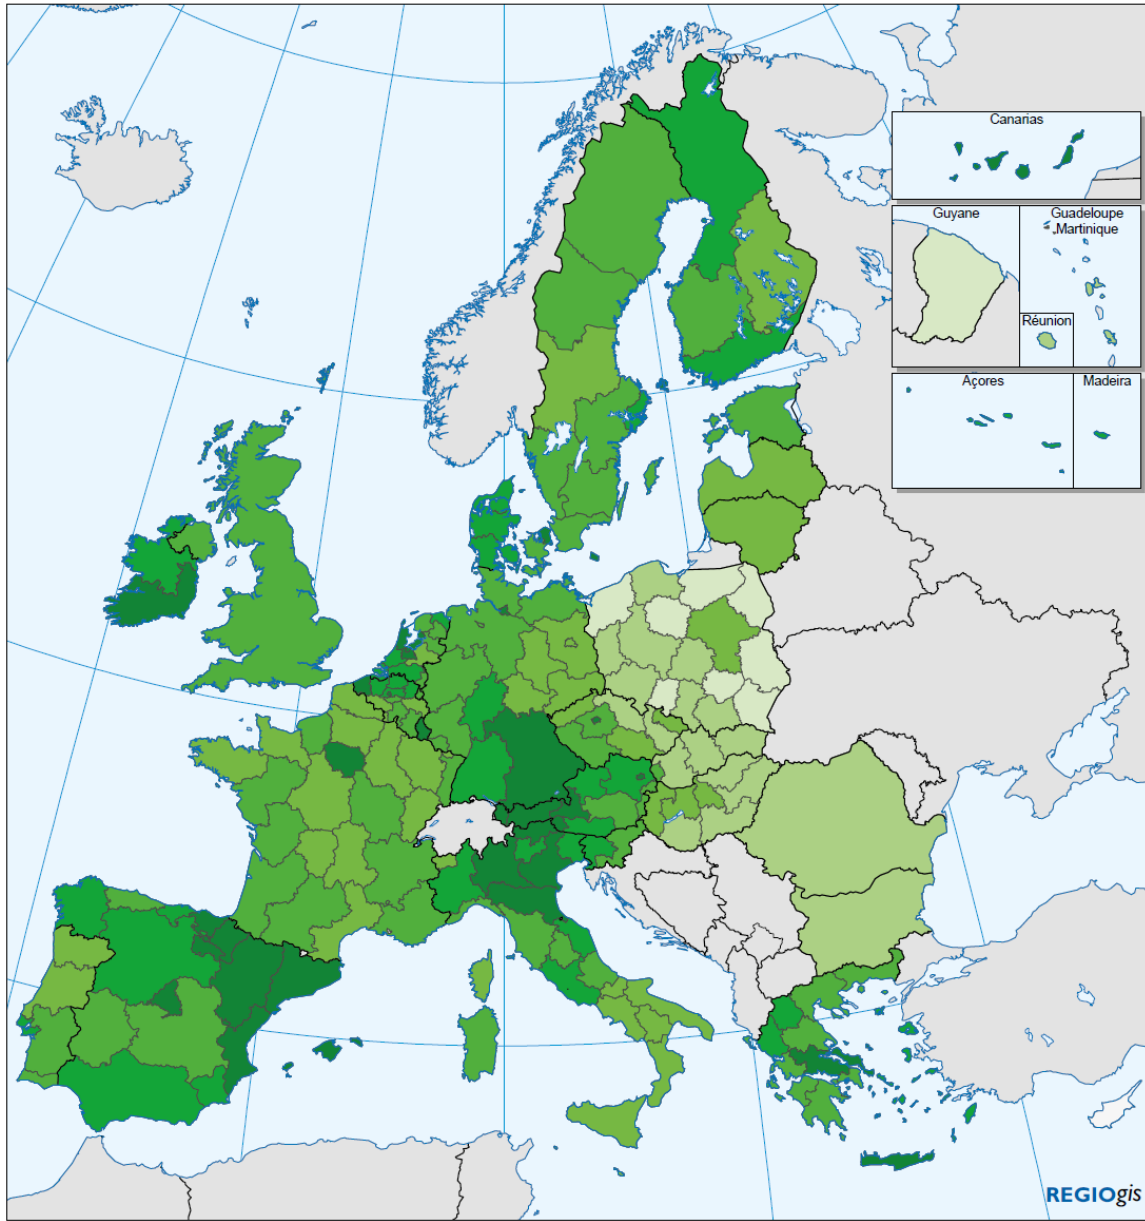 Canarias
Guyane
Guadeloupe
Martinique
Réunion
Açores
Madeira
REGIOgis